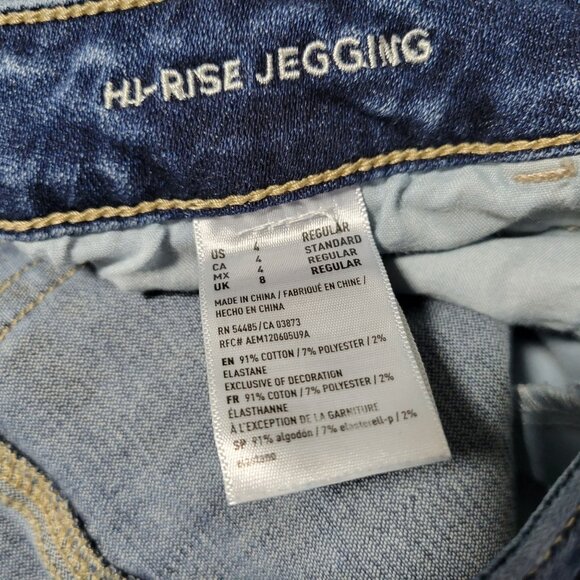 HI-RISE JEGGING
US 4 REGULAR
CA 4 STANDARD
MX 4 REGULAR
UK 8 REGULAR
MADE IN CHINA / FABRIQUÉ EN CHINE /
HECHO EN CHINA
RN 54485/CA 03873
RFC# AEM120605U9A
EN 91% COTTON / 7% POLYESTER / 2%
ELASTANE
EXCLUSIVE OF DECORATION
FR 91% COTON / 7% POLYESTER / 2%
ÉLASTHANNE
À L'EXCEPTION DE LA GARNITURE
SP 91% algodón / 7% elasterell-p / 2%
elastano